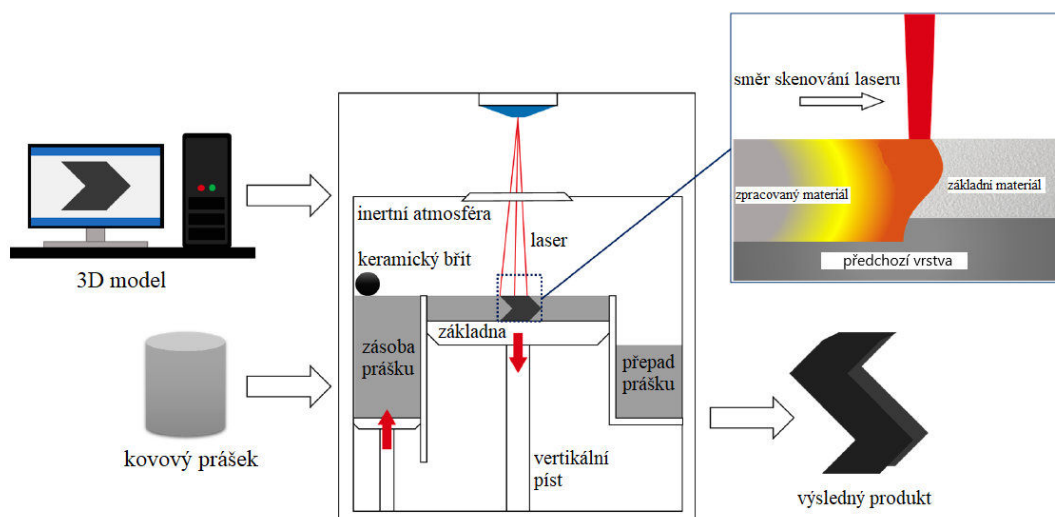 směr skenování laseru
zpracovaný materiál
základni materiál
předchozí vrstva
3D model
inertní atmosféra
laser
keramický břit
základna
zásoba
prášku
přepad
prášku
kovový prášek
vertikální
píst
výsledný produkt